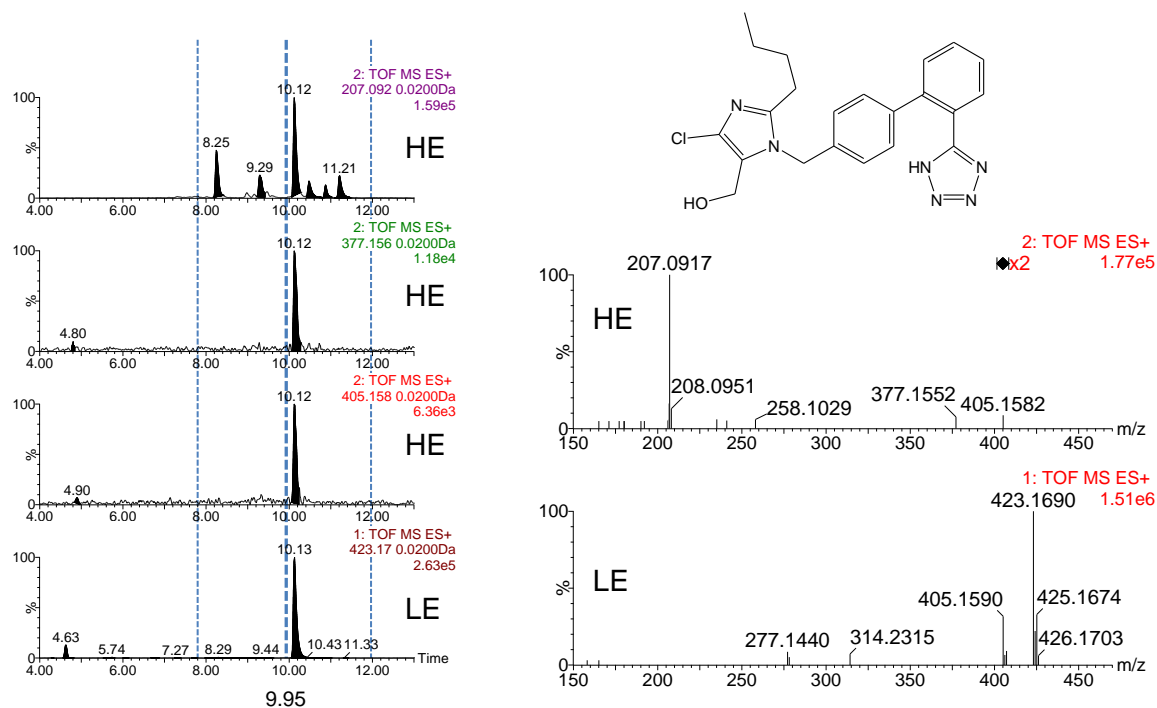 2: TOF MS ES+
207.092 0.0200Da
1.59e5
100
%
0
10.12
8.25
9.29
11.21
HE
4.00 6.00 8.00 10.00 12.00
2: TOF MS ES+
377.156 0.0200Da
1.18e4
100
%
0
10.12
4.80
HE
4.00 6.00 8.00 10.00 12.00
2: TOF MS ES+
405.158 0.0200Da
6.36e3
100
%
0
10.12
4.90
HE
4.00 6.00 8.00 10.00 12.00
1: TOF MS ES+
423.17 0.0200Da
2.63e5
100
%
0
10.13
4.63
5.74
7.27
8.29
9.44
10.43
11.33
LE
Time
4.00 6.00 8.00 10.00 12.00
9.95
N
Cl
N
HO
HN
N
N
N
2: TOF MS ES+
x2 1.77e5
100
%
0
HE
207.0917
208.0951
258.1029
377.1552
405.1582
150 200 250 300 350 400 450 m/z
1: TOF MS ES+
1.51e6
100
%
0
LE
423.1690
405.1590
425.1674
426.1703
277.1440
314.2315
150 200 250 300 350 400 450 m/z